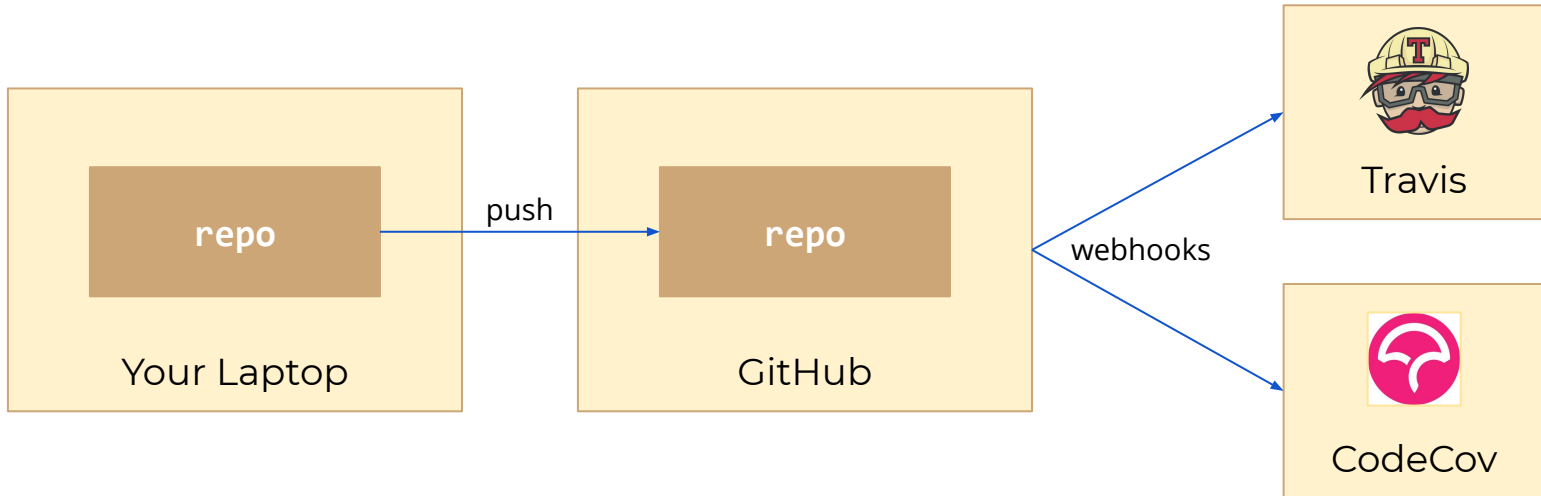 repo
Your Laptop
push
repo
GitHub
webhooks
T
Travis
CodeCov